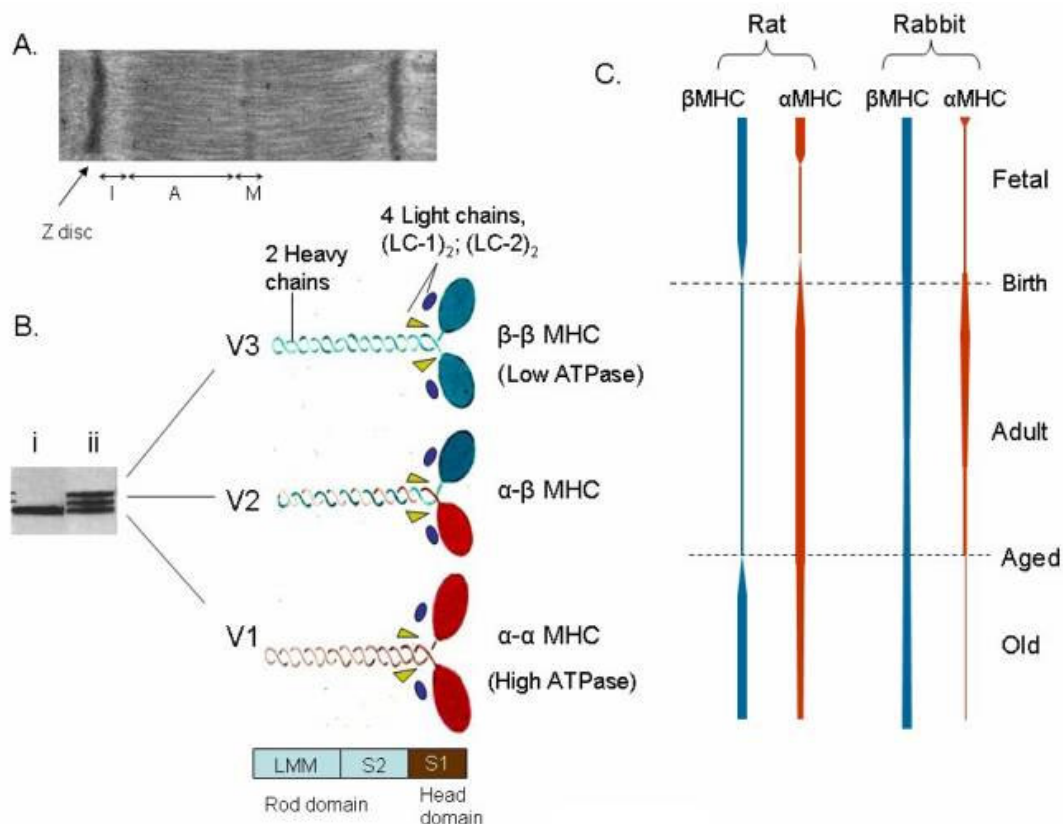 A.
I A M
Z disc
B.
i ii
2 Heavy
chains
4 Light chains,
(LC-1)₂; (LC-2)₂
V3
β-β MHC
(Low ATPase)
V2
α-β MHC
V1
α-α MHC
(High ATPase)
LMM S2 S1
Rod domain
Head
domain
C.
Rat Rabbit
βMHC αMHC βMHC αMHC
Fetal
Birth
Adult
Aged
Old